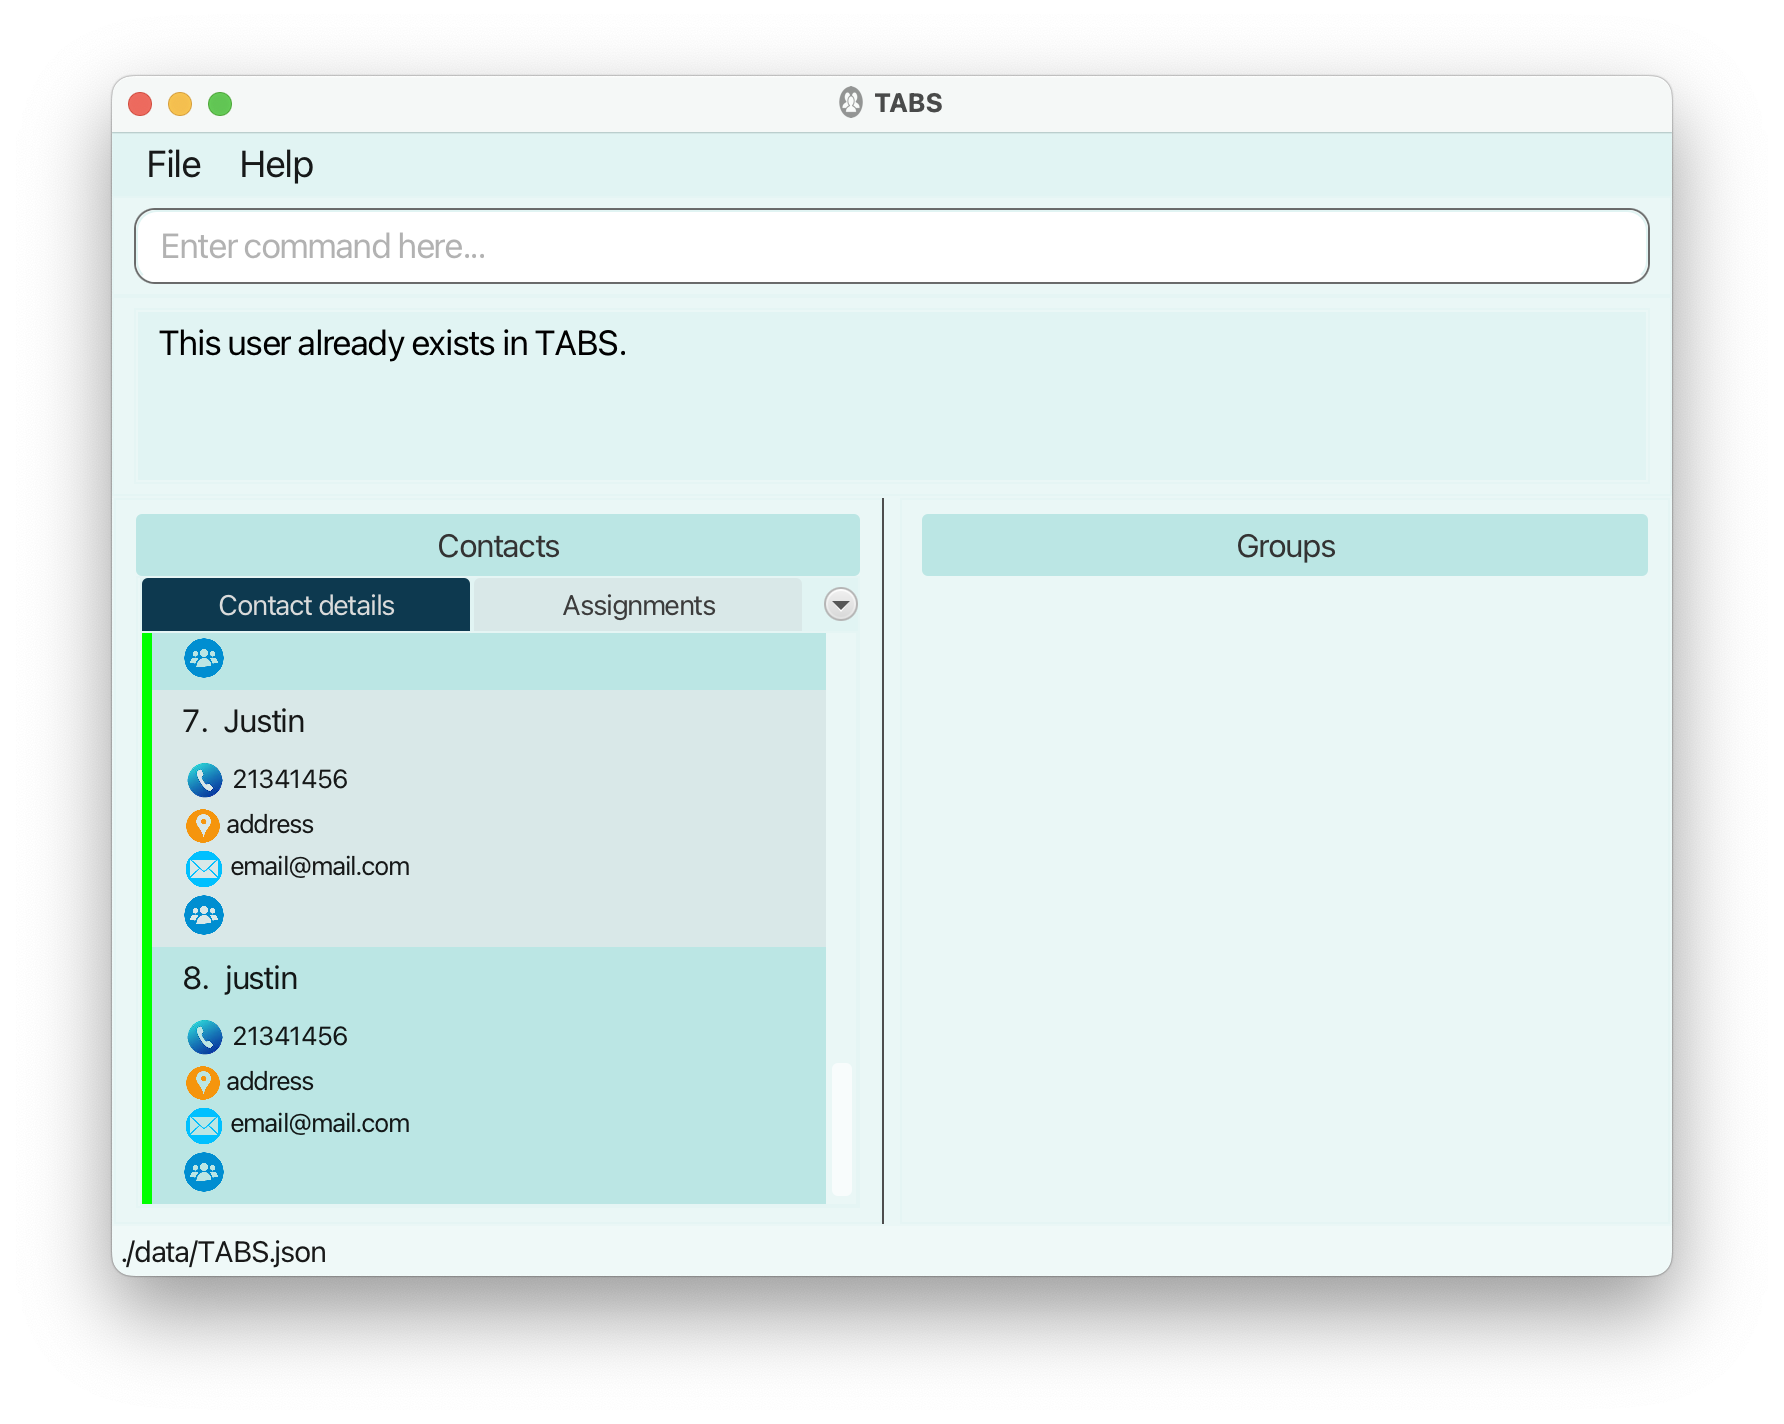 TABS
File Help
Enter command here...
This user already exists in TABS.
Contacts
Groups
Contact details
Assignments
7. Justin
21341456
address
email@mail.com
8. justin
21341456
address
email@mail.com
./data/TABS.json